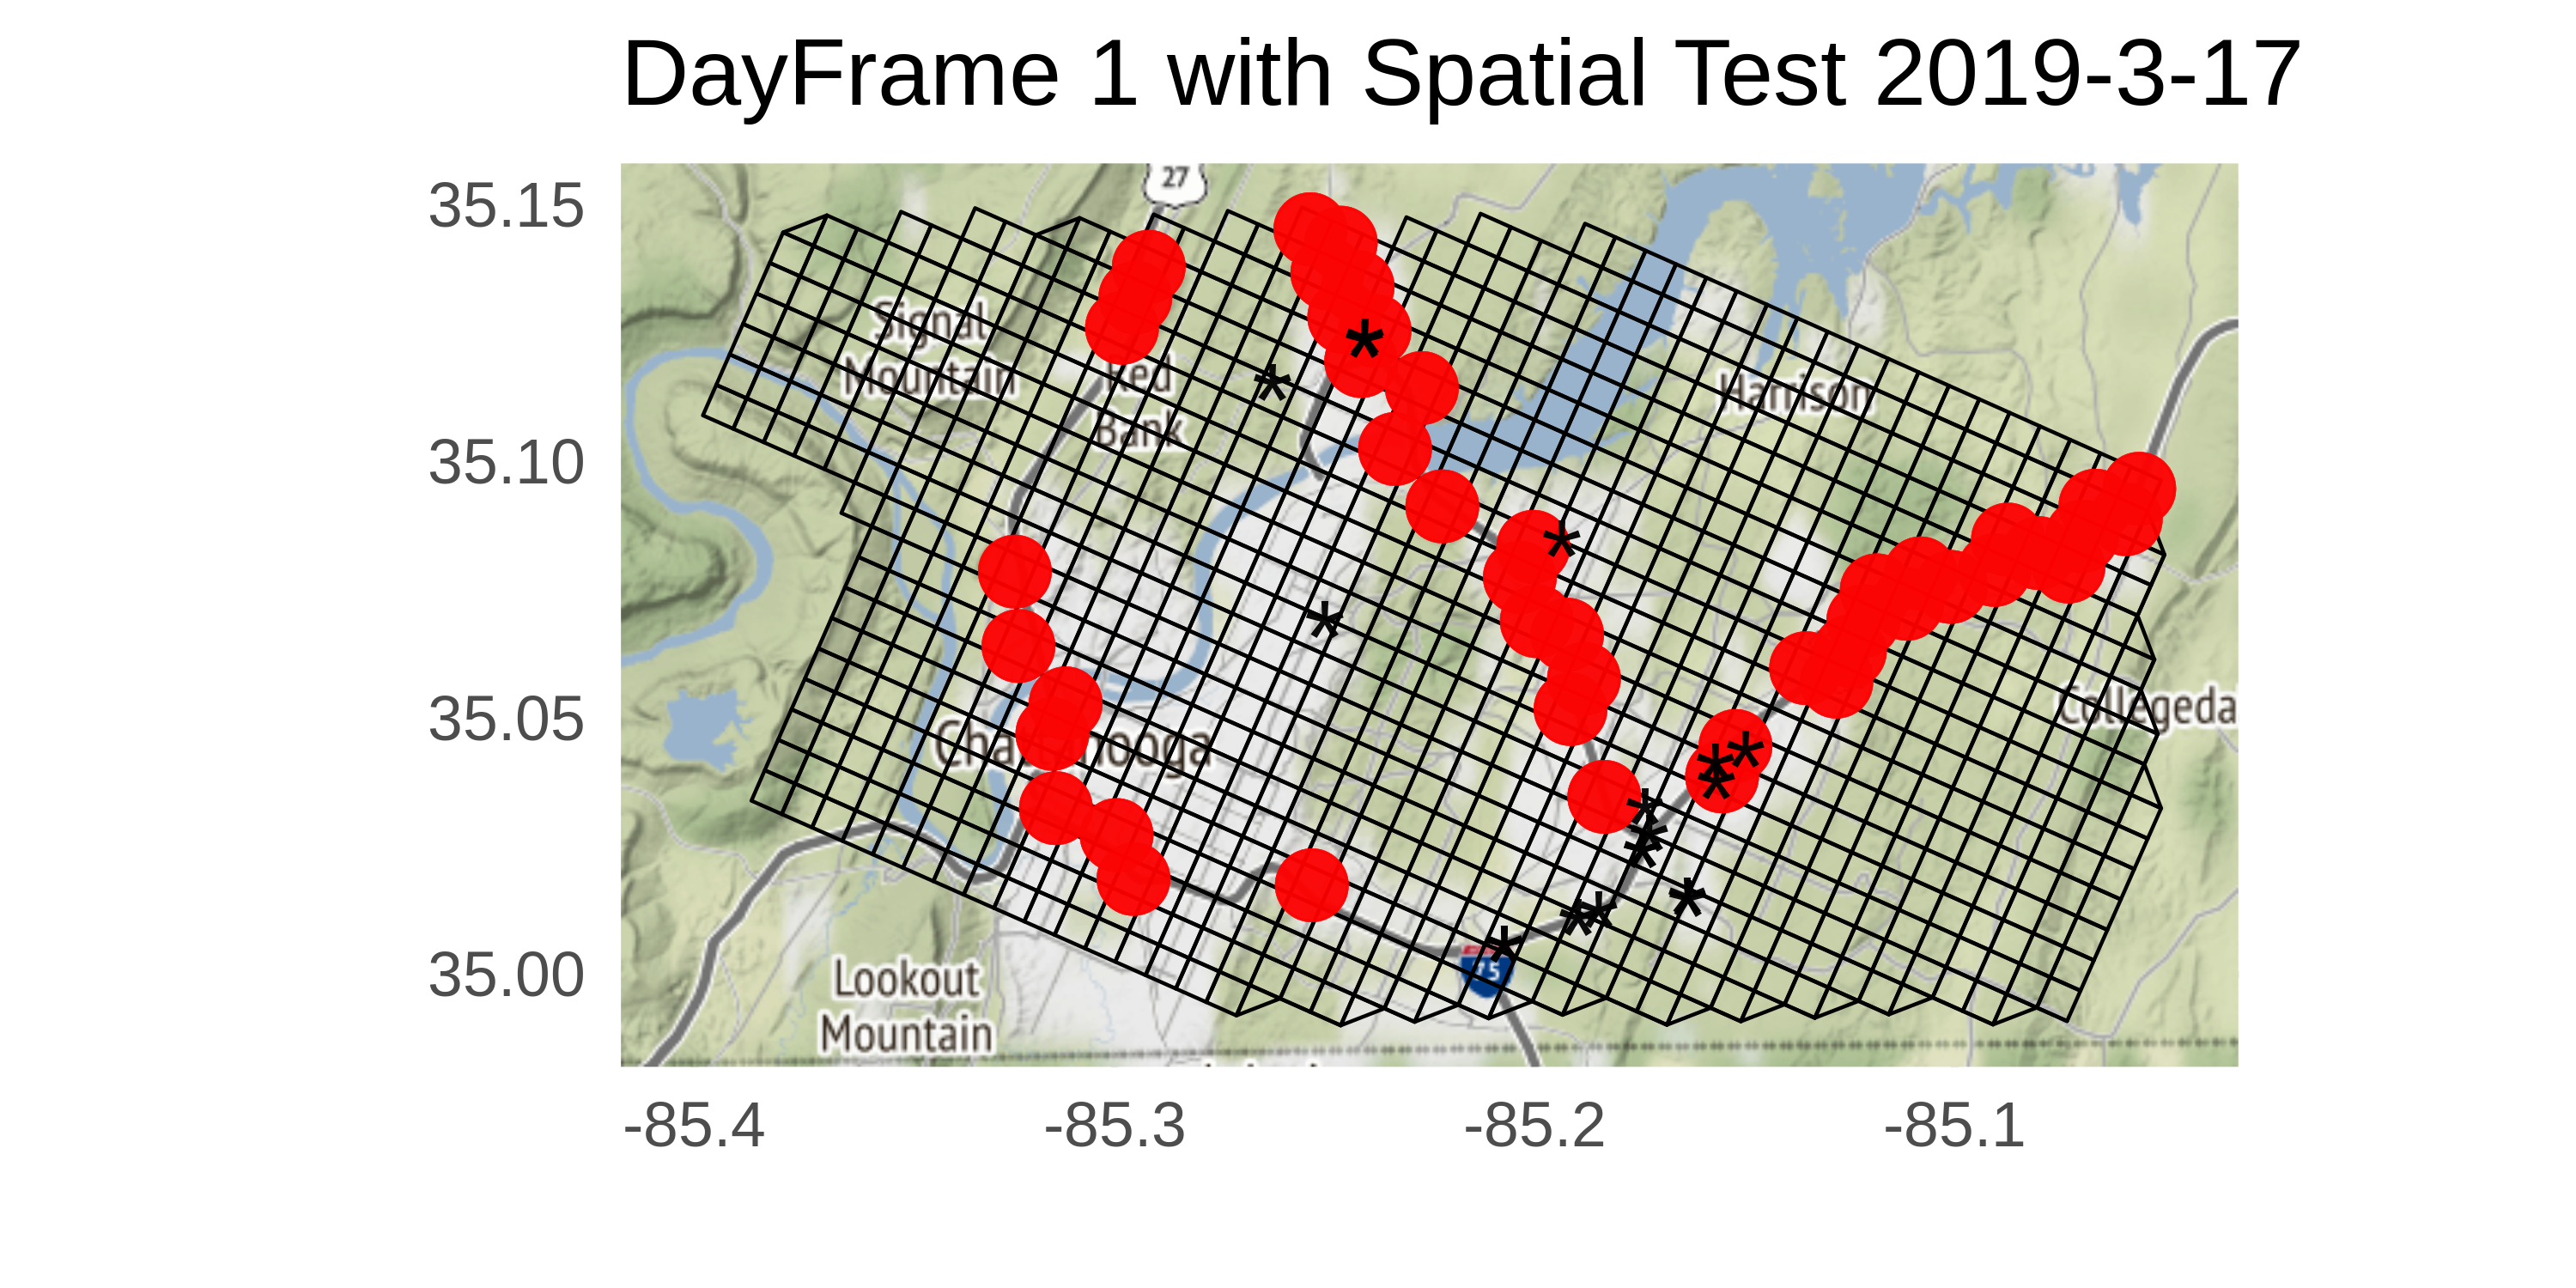 DayFrame 1 with Spatial Test 2019-3-17
35.15
35.10
35.05
35.00
27
Signal
Mountain
Red
Bank
Harrison
Collegeda
Lookout
Mountain
-85.4
-85.3
-85.2
-85.1